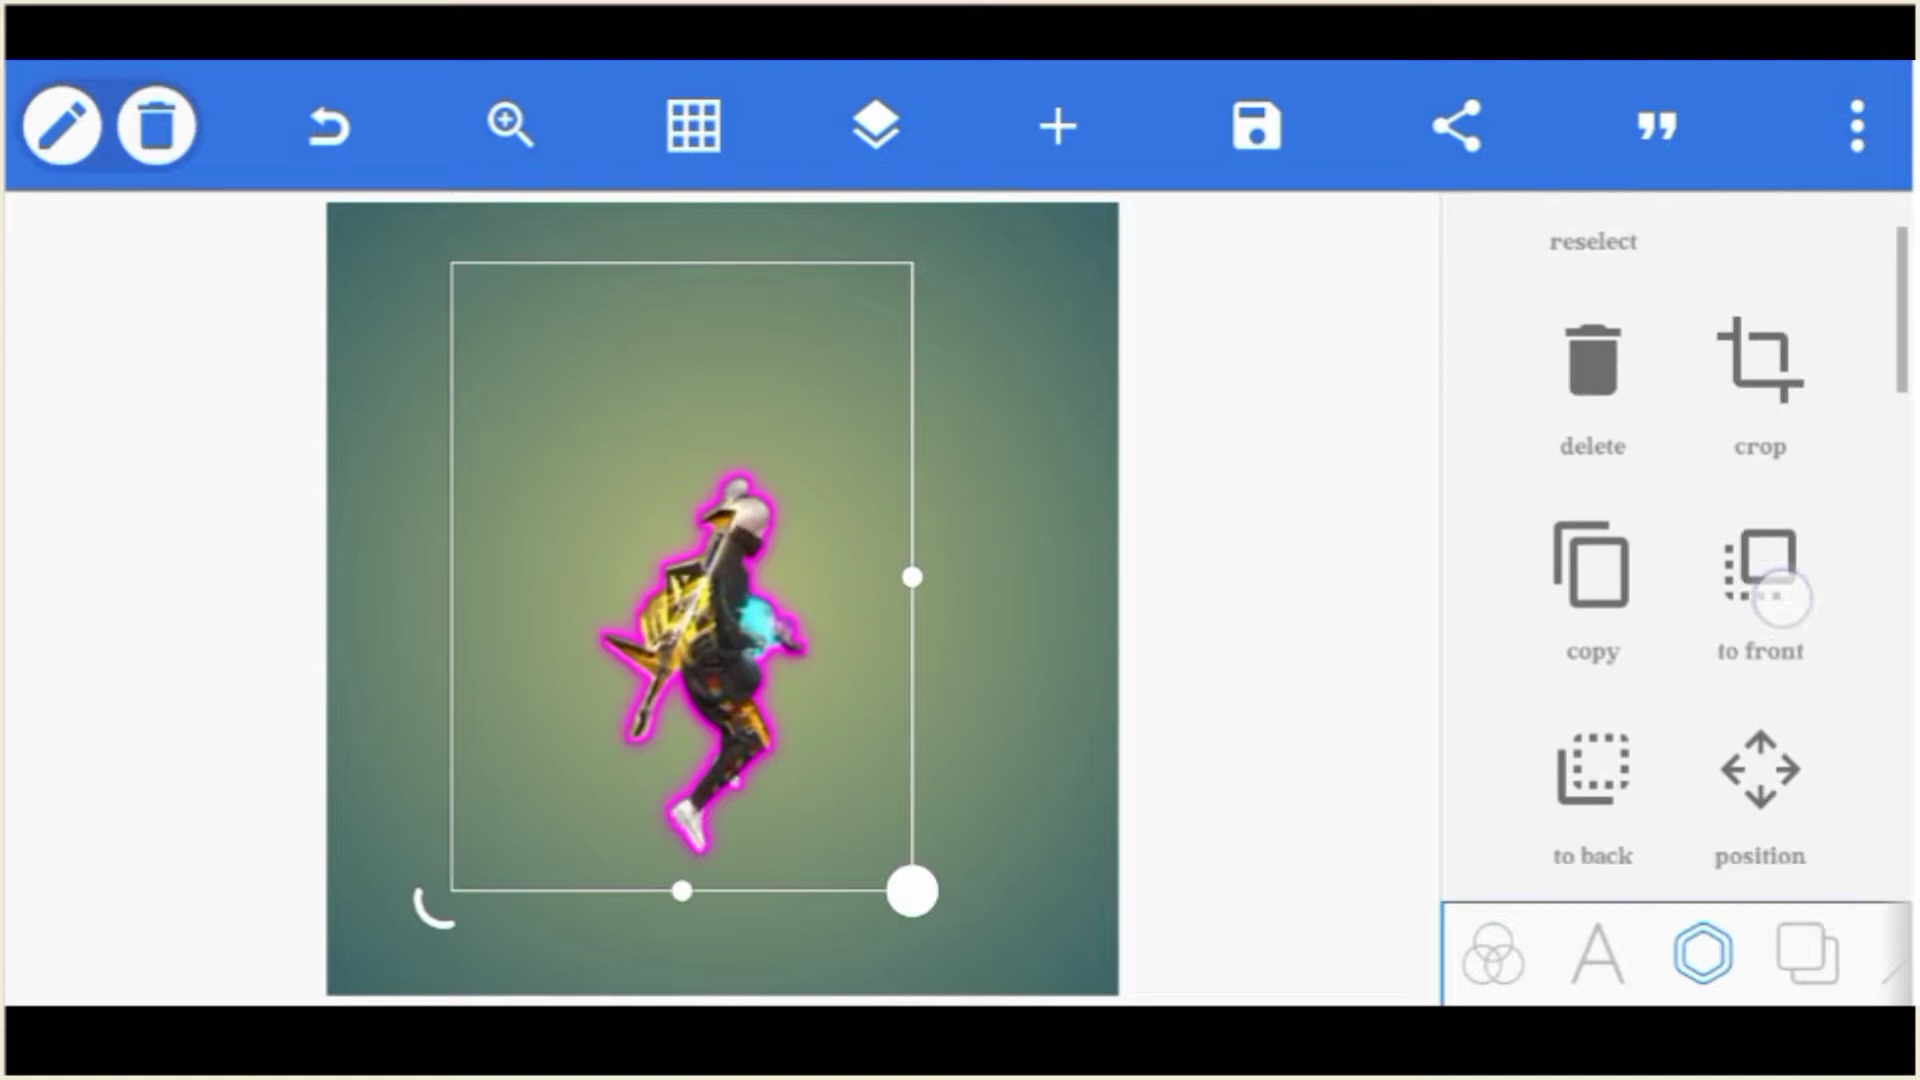 reselect
delete crop
copy to front
to back position